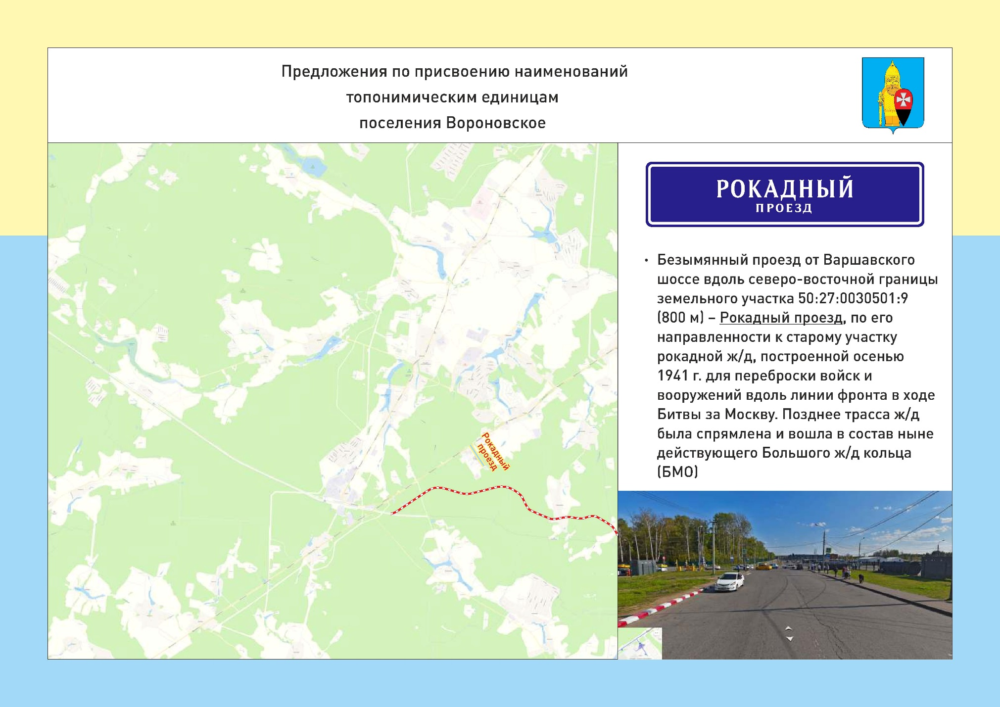 Предложения по присвоению наименований
топонимическим единицам
поселения Вороновское
РОКАДНЫЙ
ПРОЕЗД
• Безымянный проезд от Варшавского
шоссе вдоль северо-восточной границы
земельного участка 50:27:0030501:9
(800 м) – Рокадный проезд, по его
направленности к старому участку
рокадной ж/д, построенной осенью
1941 г. для переброски войск и
вооружений вдоль линии фронта в ходе
Битвы за Москву. Позднее трасса ж/д
была спрямлена и вошла в состав ныне
действующего Большого ж/д кольца
(БМО)
Рокадный
проезд